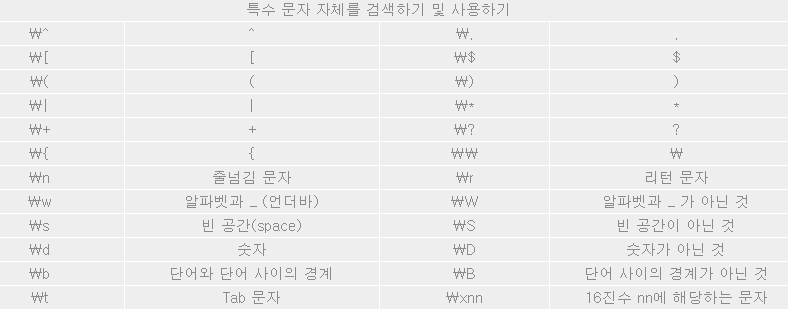 특수 문자 자체를 검색하기 및 사용하기
₩^ ^ ₩. .
₩[ [ ₩$ $
₩( ( ₩) )
₩| | ₩* *
₩+ + ₩? ?
₩{ { ₩₩ ₩
₩n 줄넘김 문자 ₩r 리턴 문자
₩w 알파벳과 _ (언더바) ₩W 알파벳과 _ 가 아닌 것
₩s 빈 공간(space) ₩S 빈 공간이 아닌 것
₩d 숫자 ₩D 숫자가 아닌 것
₩b 단어와 단어 사이의 경계 ₩B 단어 사이의 경계가 아닌 것
₩t Tab 문자 ₩xnn 16진수 nn에 해당하는 문자